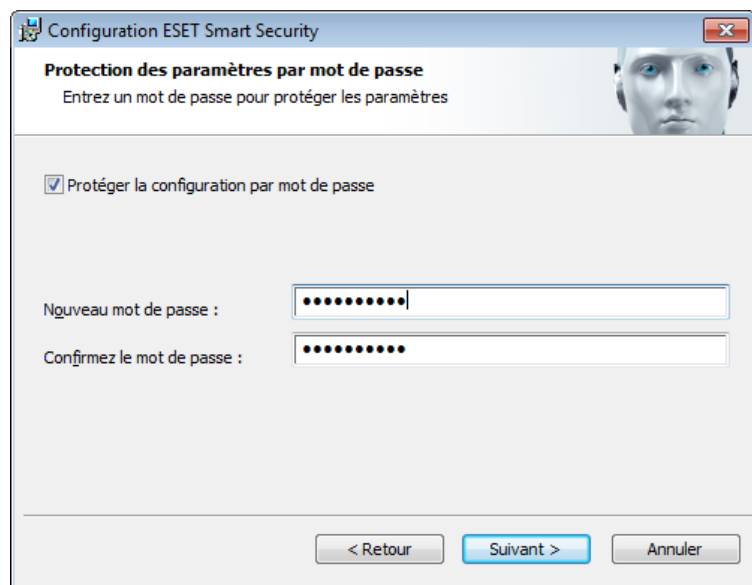 Configuration ESET Smart Security
Protection des paramètres par mot de passe
Entrez un mot de passe pour protéger les paramètres
Protéger la configuration par mot de passe
Nouveau mot de passe : ••••••••••
Confirmez le mot de passe : ••••••••••
< Retour Suivant > Annuler